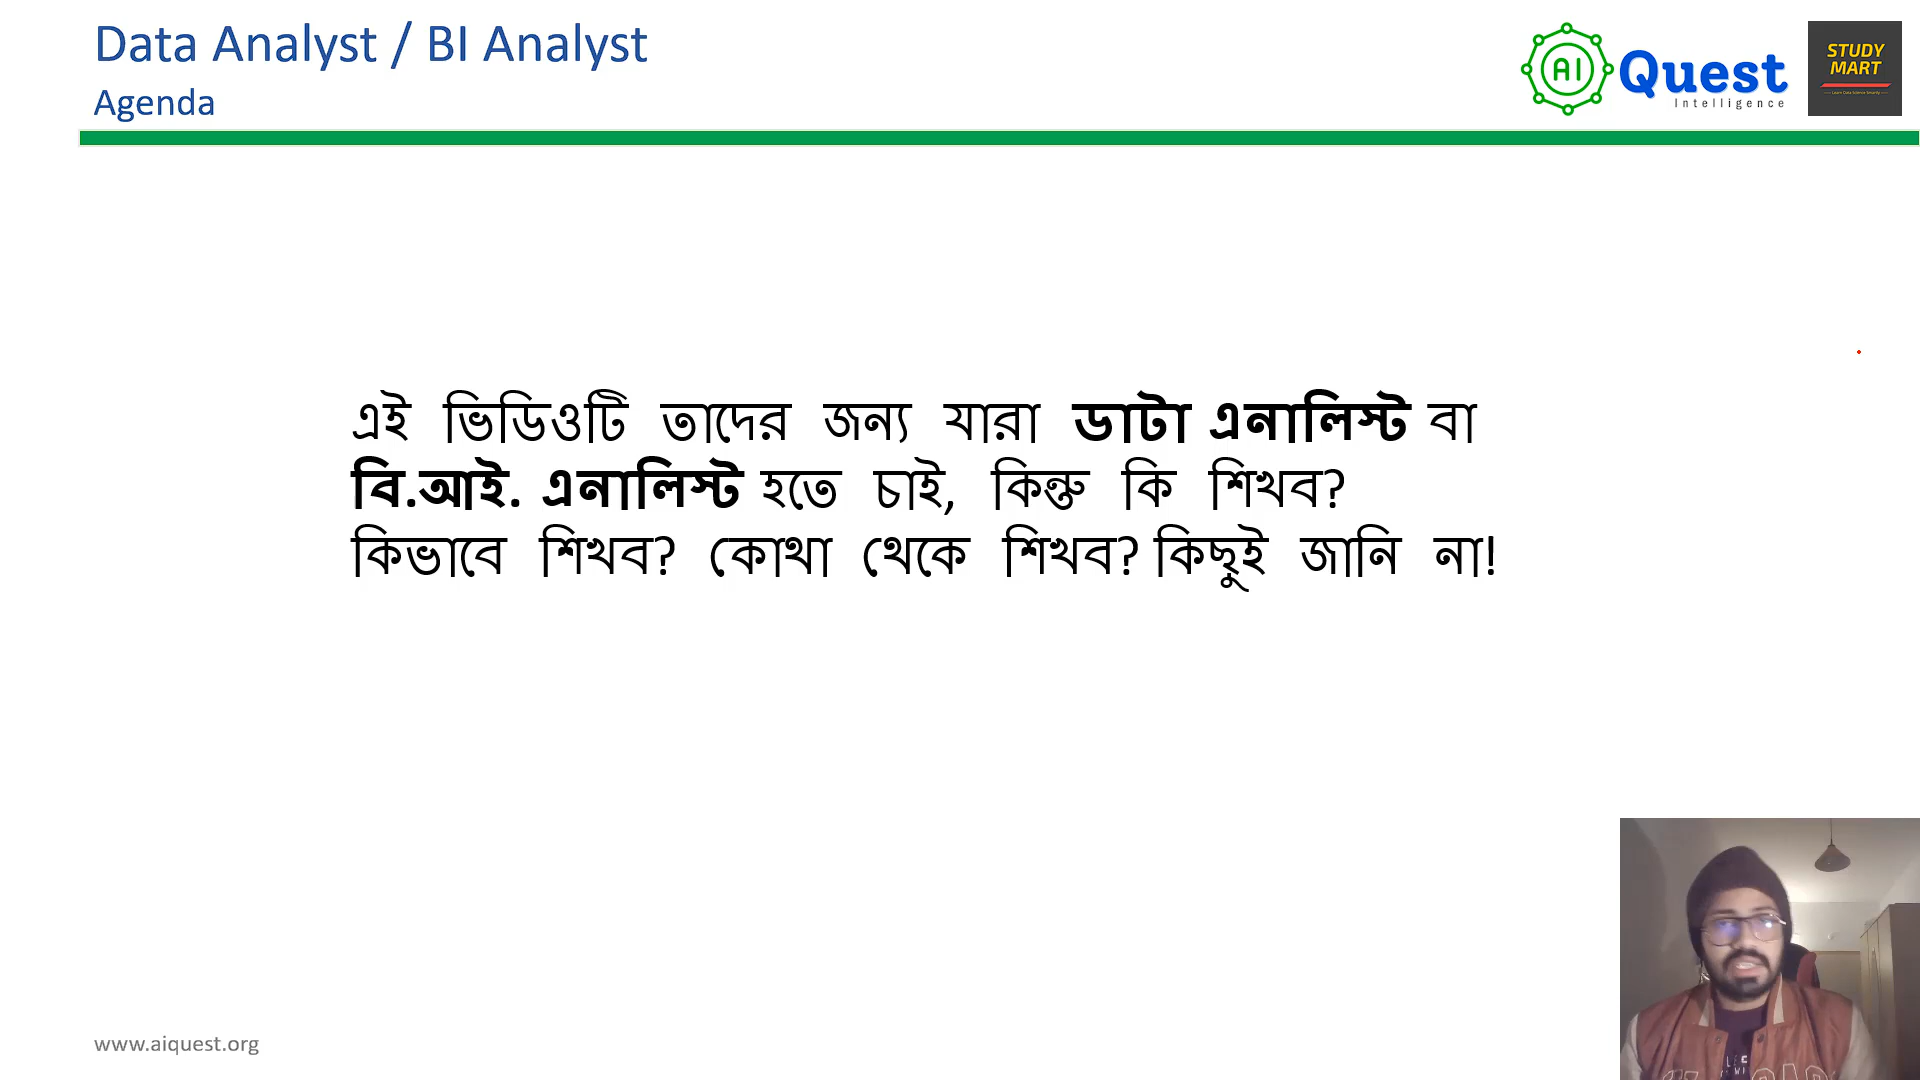 Data Analyst / BI Analyst
Agenda
AI Quest
Intelligence
STUDY
MART
এই ভিডিওটি তাদের জন্য যারা ডাটা এনালিস্ট বা
বি.আই. এনালিস্ট হতে চাই, কিন্তু কি শিখব?
কিভাবে শিখব? কোথা থেকে শিখব? কিছুই জানি না!
www.aiquest.org